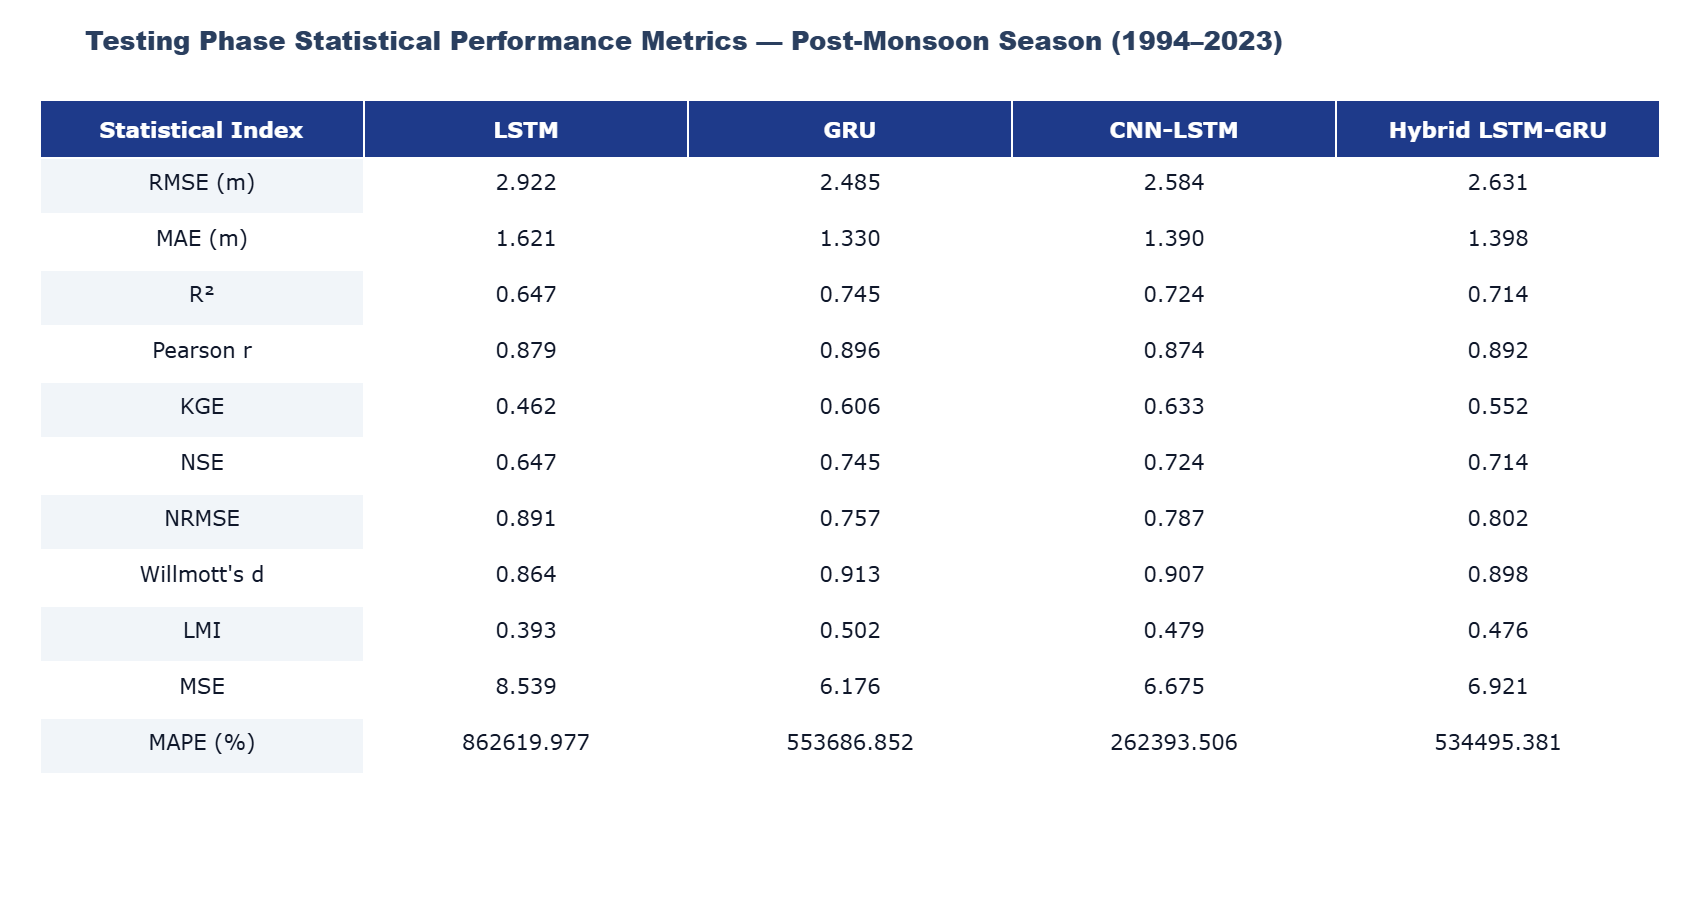 Testing Phase Statistical Performance Metrics — Post-Monsoon Season (1994–2023)
Statistical Index LSTM GRU CNN-LSTM Hybrid LSTM-GRU
RMSE (m) 2.922 2.485 2.584 2.631
MAE (m) 1.621 1.330 1.390 1.398
R² 0.647 0.745 0.724 0.714
Pearson r 0.879 0.896 0.874 0.892
KGE 0.462 0.606 0.633 0.552
NSE 0.647 0.745 0.724 0.714
NRMSE 0.891 0.757 0.787 0.802
Willmott's d 0.864 0.913 0.907 0.898
LMI 0.393 0.502 0.479 0.476
MSE 8.539 6.176 6.675 6.921
MAPE (%) 862619.977 553686.852 262393.506 534495.381